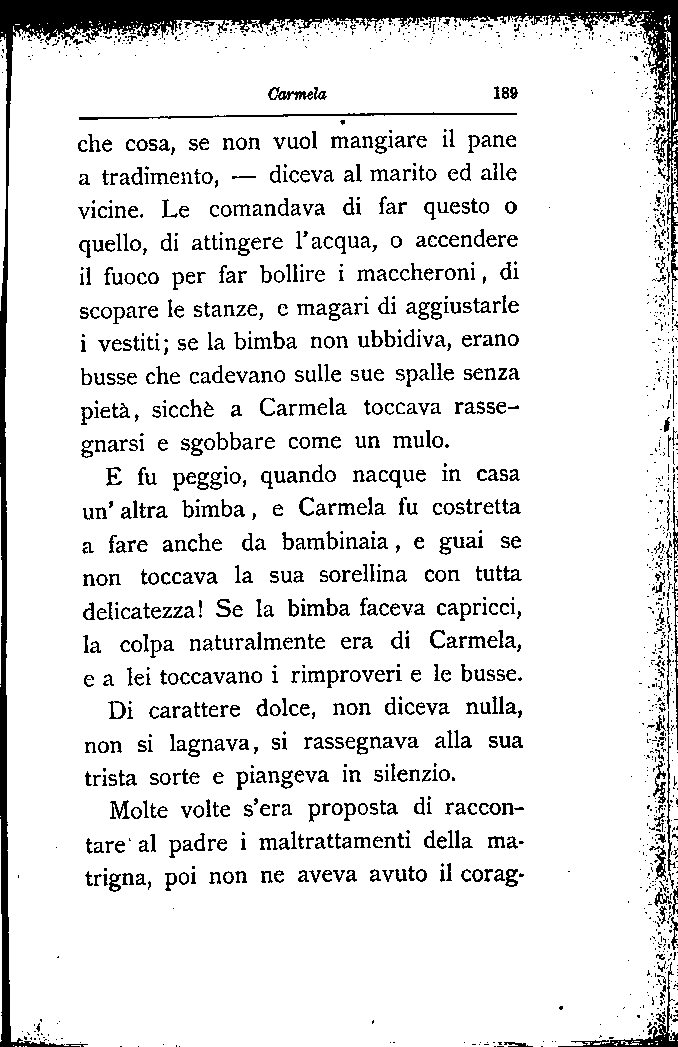 Carmela 189
che cosa, se non vuol mangiare il pane
a tradimento, — diceva al marito ed alle
vicine. Le comandava di far questo o
quello, di attingere l'acqua, o accendere
il fuoco per far bollire i maccheroni, di
scopare le stanze, e magari di aggiustarle
i vestiti; se la bimba non ubbidiva, erano
busse che cadevano sulle sue spalle senza
pietà, sicchè a Carmela toccava rasse-
gnarsi e sgobbare come un mulo.
E fu peggio, quando nacque in casa
un' altra bimba, e Carmela fu costretta
a fare anche da bambinaia, e guai se
non toccava la sua sorellina con tutta
delicatezza! Se la bimba faceva capricci,
la colpa naturalmente era di Carmela,
e a lei toccavano i rimproveri e le busse.
Di carattere dolce, non diceva nulla,
non si lagnava, si rassegnava alla sua
trista sorte e piangeva in silenzio.
Molte volte s'era proposta di raccon-
tare al padre i maltrattamenti della ma-
trigna, poi non ne aveva avuto il corag-